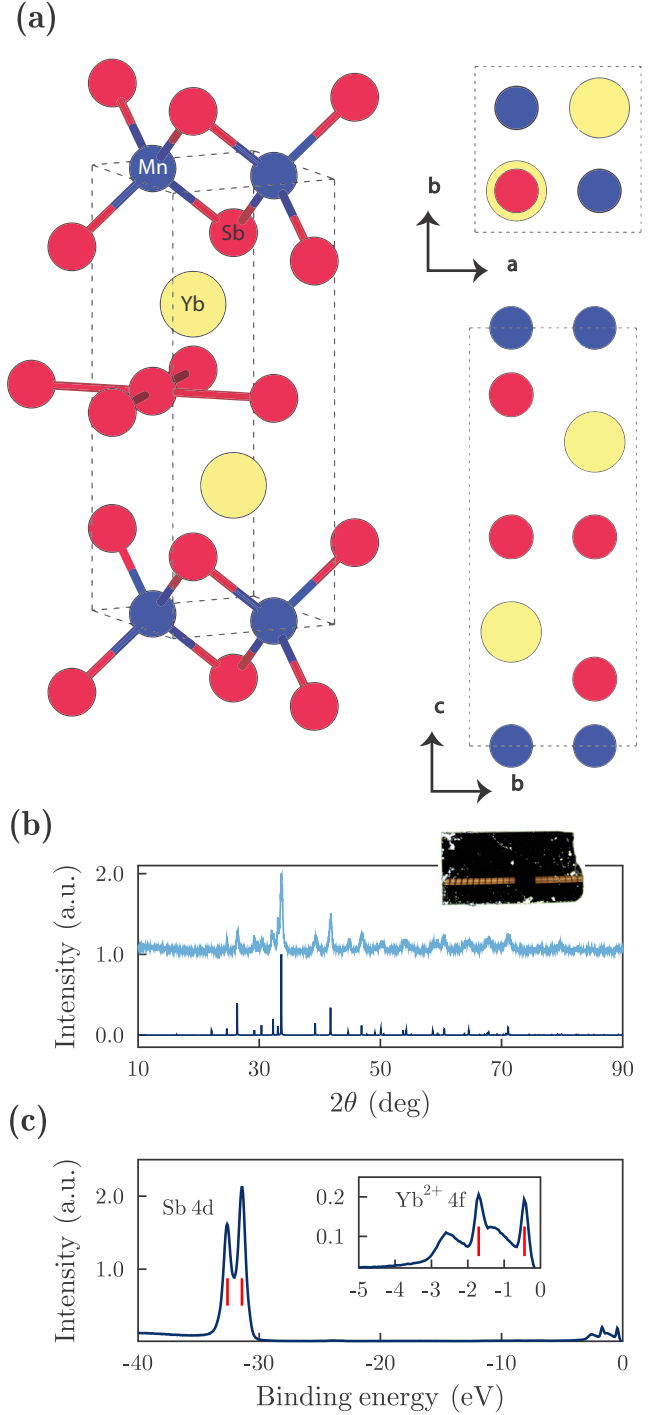 (a)
Mn
Sb
Yb
b
a
c
b
(b)
Intensity (a.u.)
2.0
1.0
0.0
10
30
50
70
90
2θ (deg)
(c)
Intensity (a.u.)
2.0
1.0
Sb 4d
Yb²⁺ 4f
0.2
0.1
-5
-4
-3
-2
-1
0
-40
-30
-20
-10
0
Binding energy (eV)